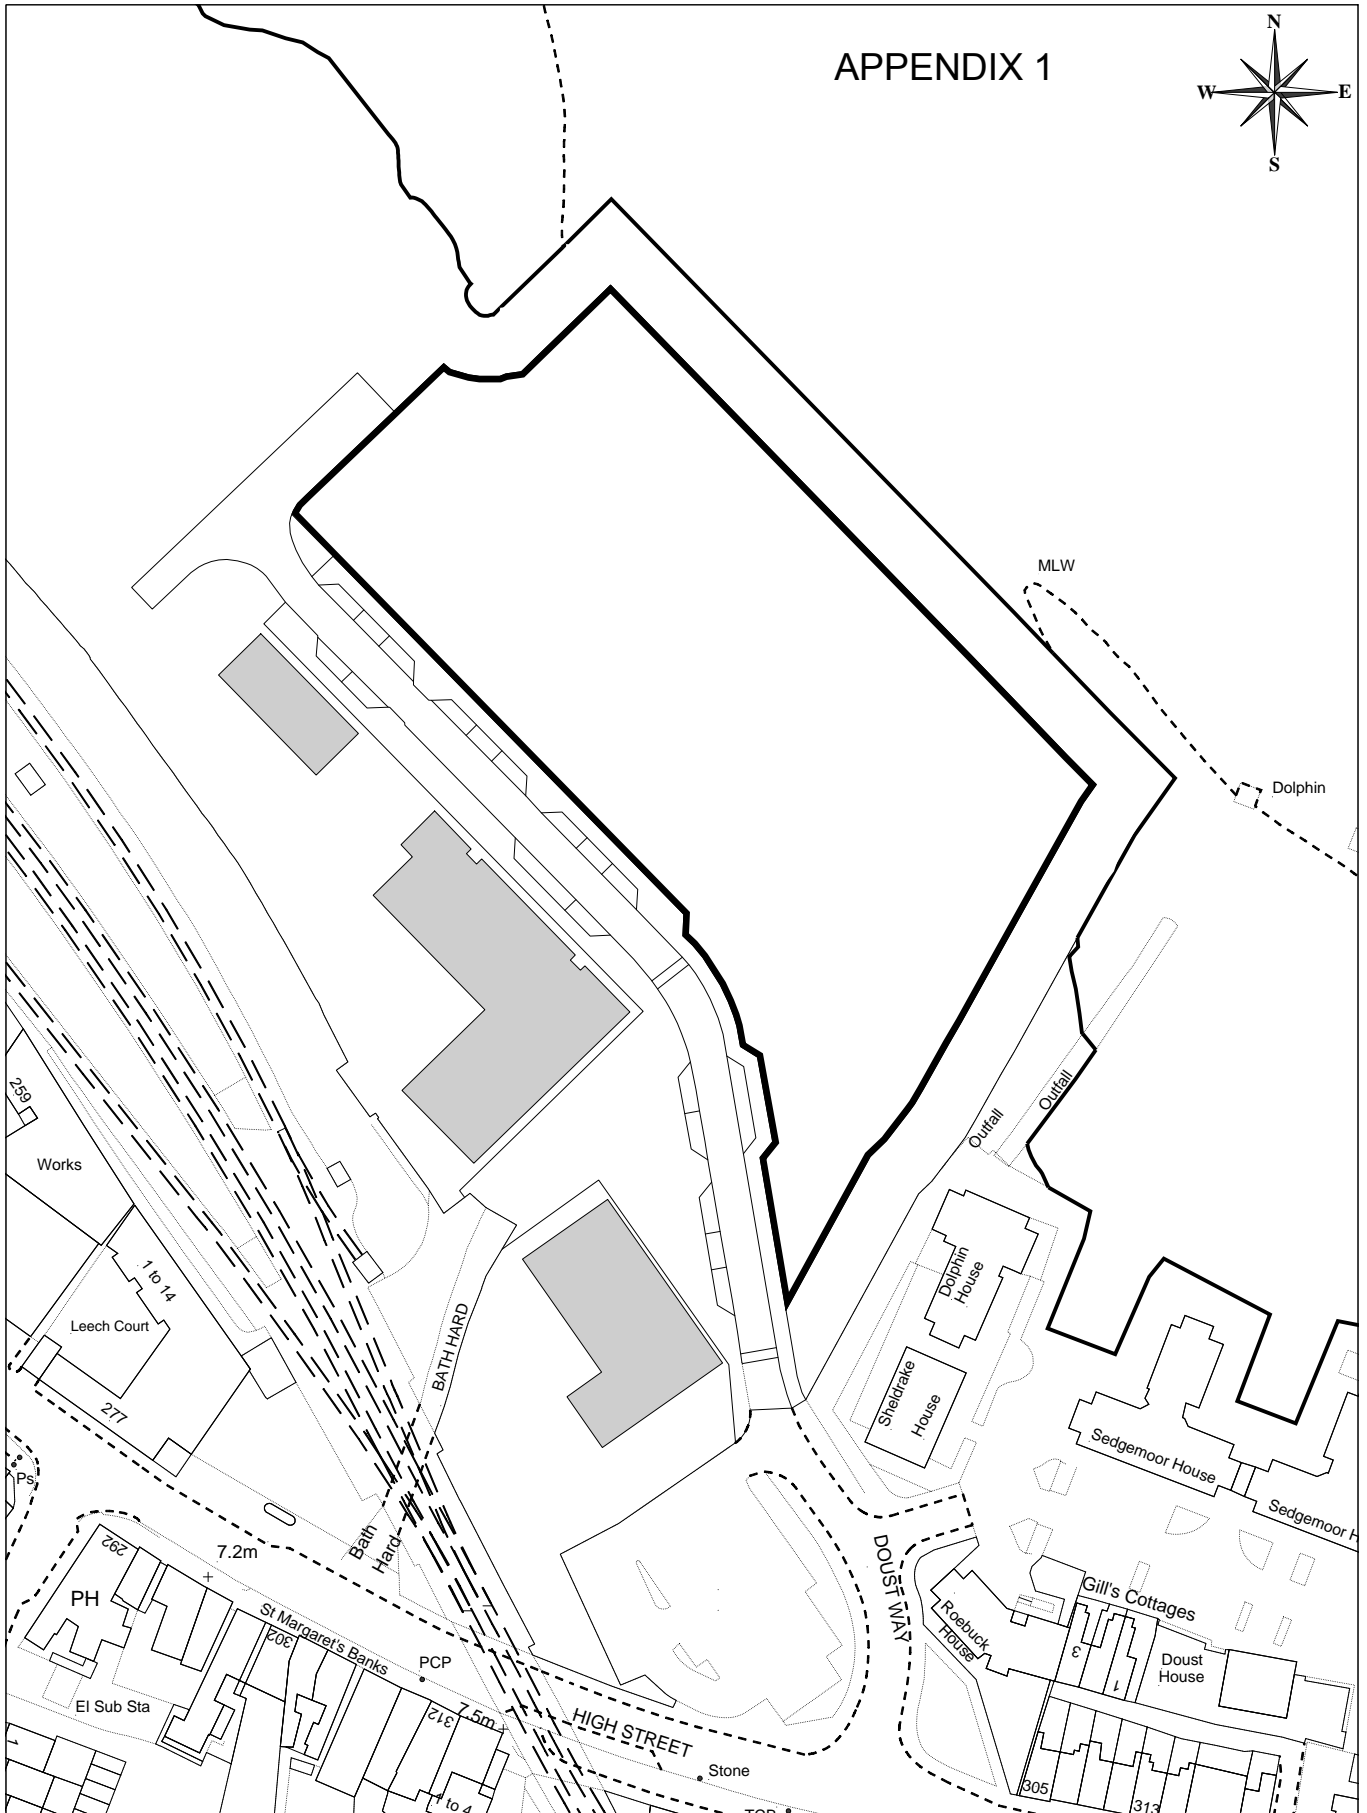 APPENDIX 1
N
W
E
S
MLW
Dolphin
Outfall
Outfall
259
Works
1 to 14
Leech Court
277
BATH HARD
Dolphin
House
Sheldrake
House
Sedgemoor House
Sedgemoor H
Ps
Bath
Hard
7.2m
292
PH
St Margaret's Banks
302
PCP
El Sub Sta
312
7.5m
HIGH STREET
Stone
DOUST WAY
Roebuck
House
Gill's Cottages
3
1
Doust
House
305
313
1
to 4
TCB